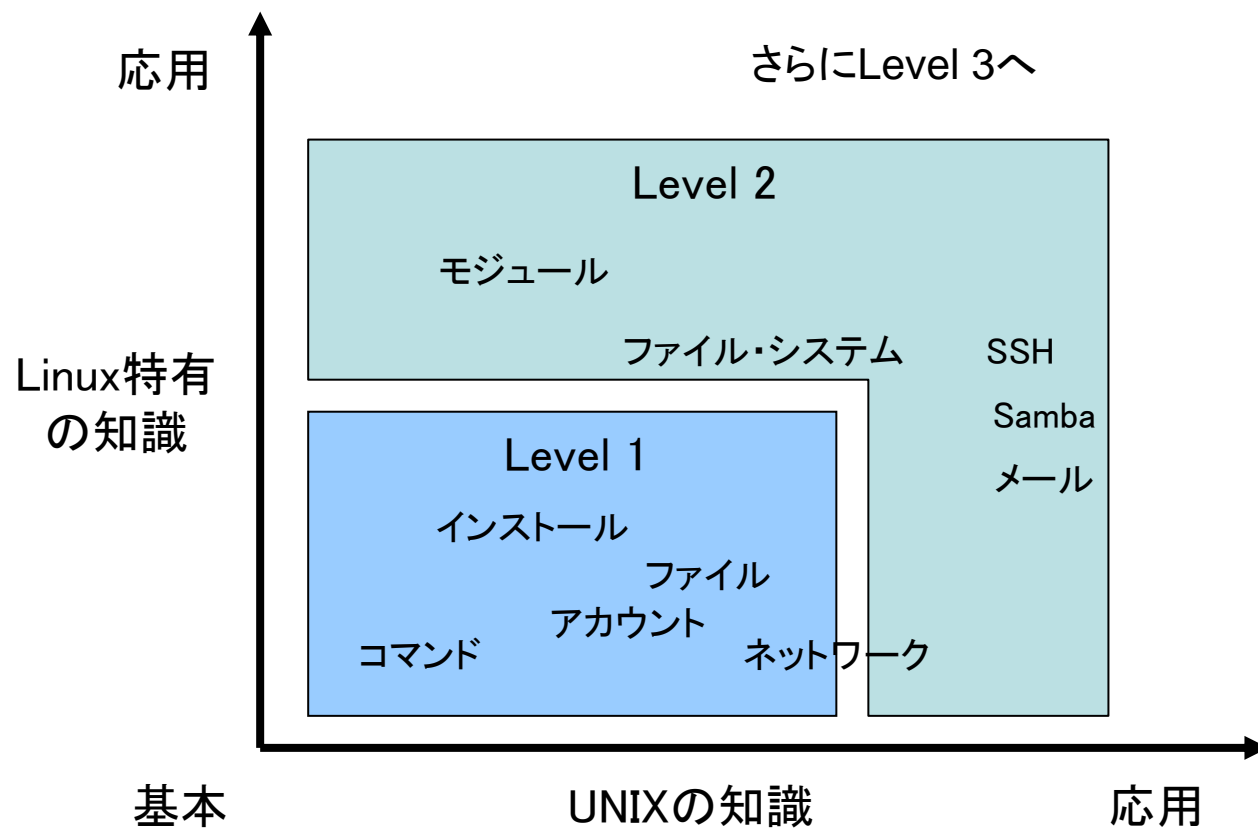 応用
さらにLevel 3へ
Level 2
モジュール
ファイル・システム
SSH
Linux特有
の知識
Samba
メール
Level 1
インストール
ファイル
アカウント
コマンド
ネットワーク
基本
UNIXの知識
応用